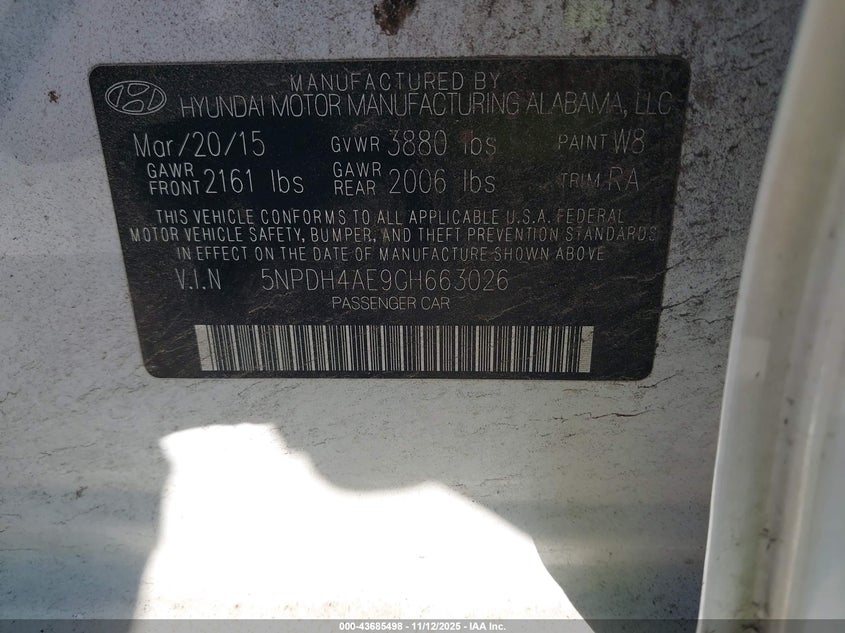 MANUFACTURED BY
HYUNDAI MOTOR MANUFACTURING ALABAMA, LLC
Mar/20/15 GVWR 3880 lbs PAINT W8
GAWR FRONT 2161 lbs GAWR REAR 2006 lbs TRIM RA
THIS VEHICLE CONFORMS TO ALL APPLICABLE U.S.A. FEDERAL
MOTOR VEHICLE SAFETY, BUMPER, AND THEFT PREVENTION STANDARDS
IN EFFECT ON THE DATE OF MANUFACTURE SHOWN ABOVE
V.I.N 5NPDH4AE9GH663026
PASSENGER CAR
000-43685498 - 11/12/2025 - IAA Inc.